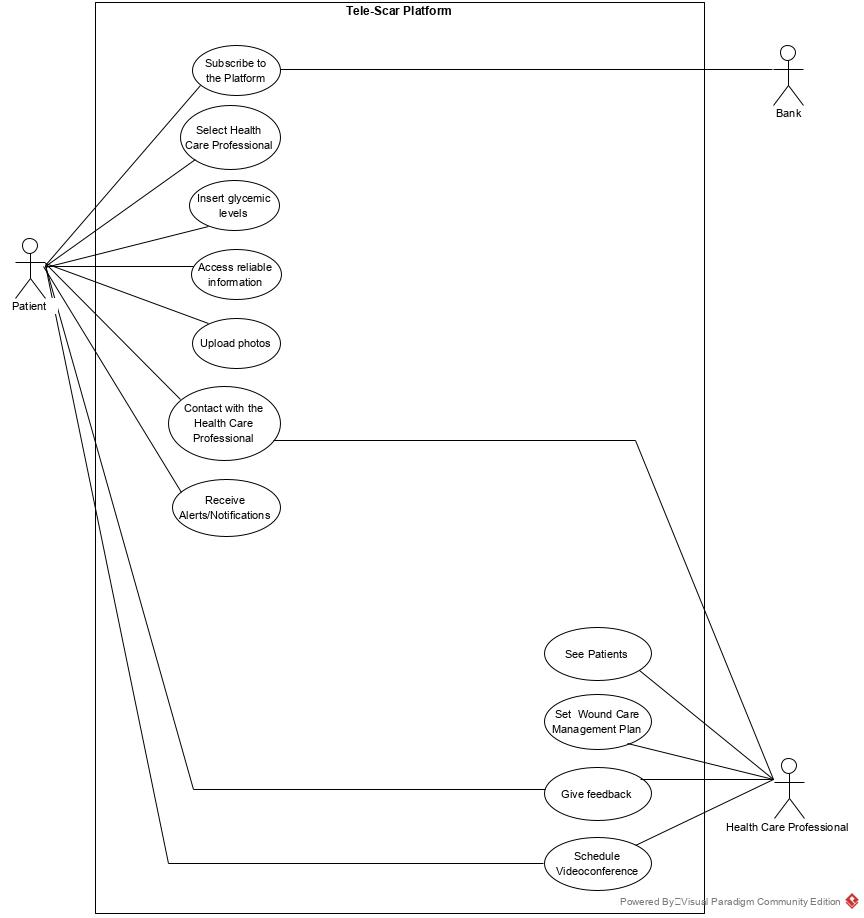 Tele-Scar Platform
Subscribe to
the Platform
Bank
Select Health
Care Professional
Insert glycemic
levels
Access reliable
information
Patient
Upload photos
Contact with the
Health Care
Professional
Receive
Alerts/Notifications
See Patients
Set Wound Care
Management Plan
Give feedback
Health Care Professional
Schedule
Videoconference
Powered By□Visual Paradigm Community Edition